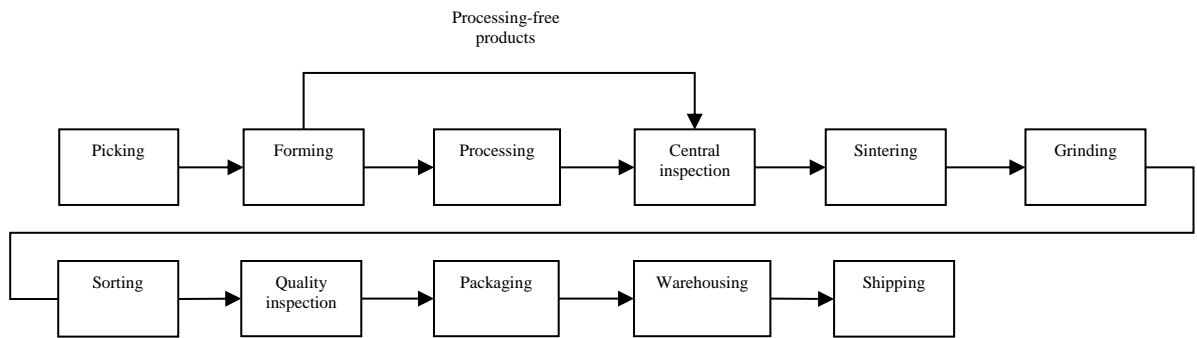 Processing-free
products
Picking
Forming
Processing
Central
inspection
Sintering
Grinding
Sorting
Quality
inspection
Packaging
Warehousing
Shipping